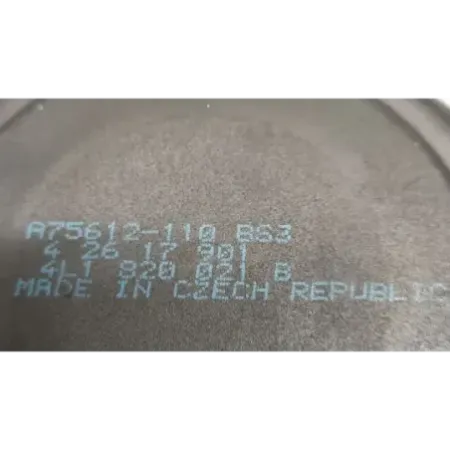 A75612-110 BS3
4 26 17 901
4L1 820 021 B
MADE IN CZECH REPUBLIC